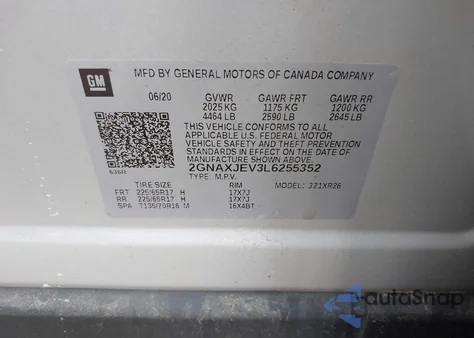 GM
MFD BY GENERAL MOTORS OF CANADA COMPANY
06/20 GVWR GAWR FRT GAWR RR
2025 KG 1175 KG 1200 KG
4464 LB 2590 LB 2645 LB
THIS VEHICLE CONFORMS TO ALL
APPLICABLE U.S. FEDERAL MOTOR
VEHICLE SAFETY AND THEFT PREVENTION
STANDARDS IN EFFECT ON THE DATE OF
MANUFACTURE SHOWN ABOVE.
2GNAXJEV3L6255352
636R TYPE: M.P.V.
TIRE SIZE RIM MODEL: 321XR26
FRT 225/65R17 H 17X7J
RR 225/65R17 H 17X7J
SPA T135/70R16 M 16X4BT
autoSnap